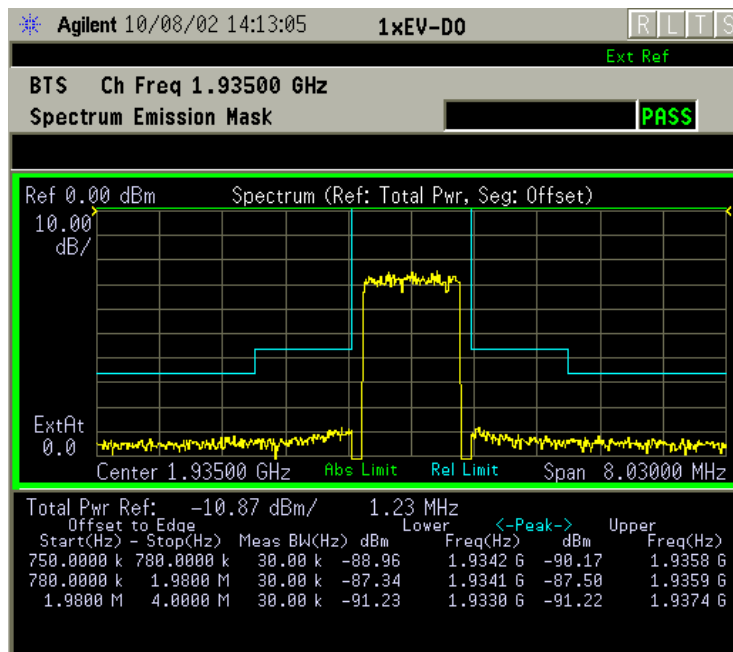 Agilent 10/08/02 14:13:05 1xEV-DO R L T S
Ext Ref
BTS Ch Freq 1.93500 GHz
Spectrum Emission Mask PASS
Ref 0.00 dBm Spectrum (Ref: Total Pwr, Seg: Offset)
10.00
dB/
ExtAt
0.0
Center 1.93500 GHz Abs Limit Rel Limit Span 8.03000 MHz
Total Pwr Ref: -10.87 dBm/ 1.23 MHz
Offset to Edge Lower <-Peak-> Upper
Start(Hz) - Stop(Hz) Meas BW(Hz) dBm Freq(Hz) dBm Freq(Hz)
750.0000 k 780.0000 k 30.00 k -88.96 1.9342 G -90.17 1.9358 G
780.0000 k 1.9800 M 30.00 k -87.34 1.9341 G -87.50 1.9359 G
1.9800 M 4.0000 M 30.00 k -91.23 1.9330 G -91.22 1.9374 G